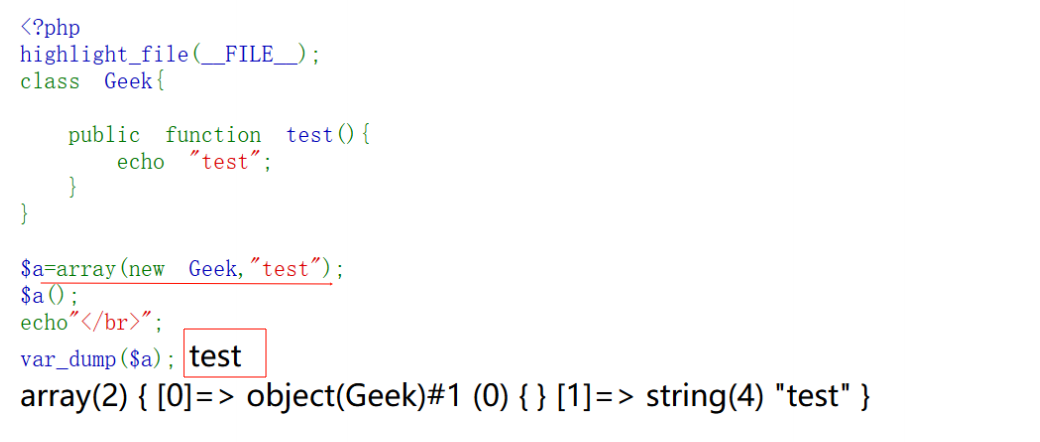 <?php
highlight_file(__FILE__);
class Geek{
public function test(){
echo "test";
}
}
$a=array(new Geek,"test");
$a();
echo"</br>";
var_dump($a); test
array(2) { [0]=> object(Geek)#1 (0) { } [1]=> string(4) "test" }